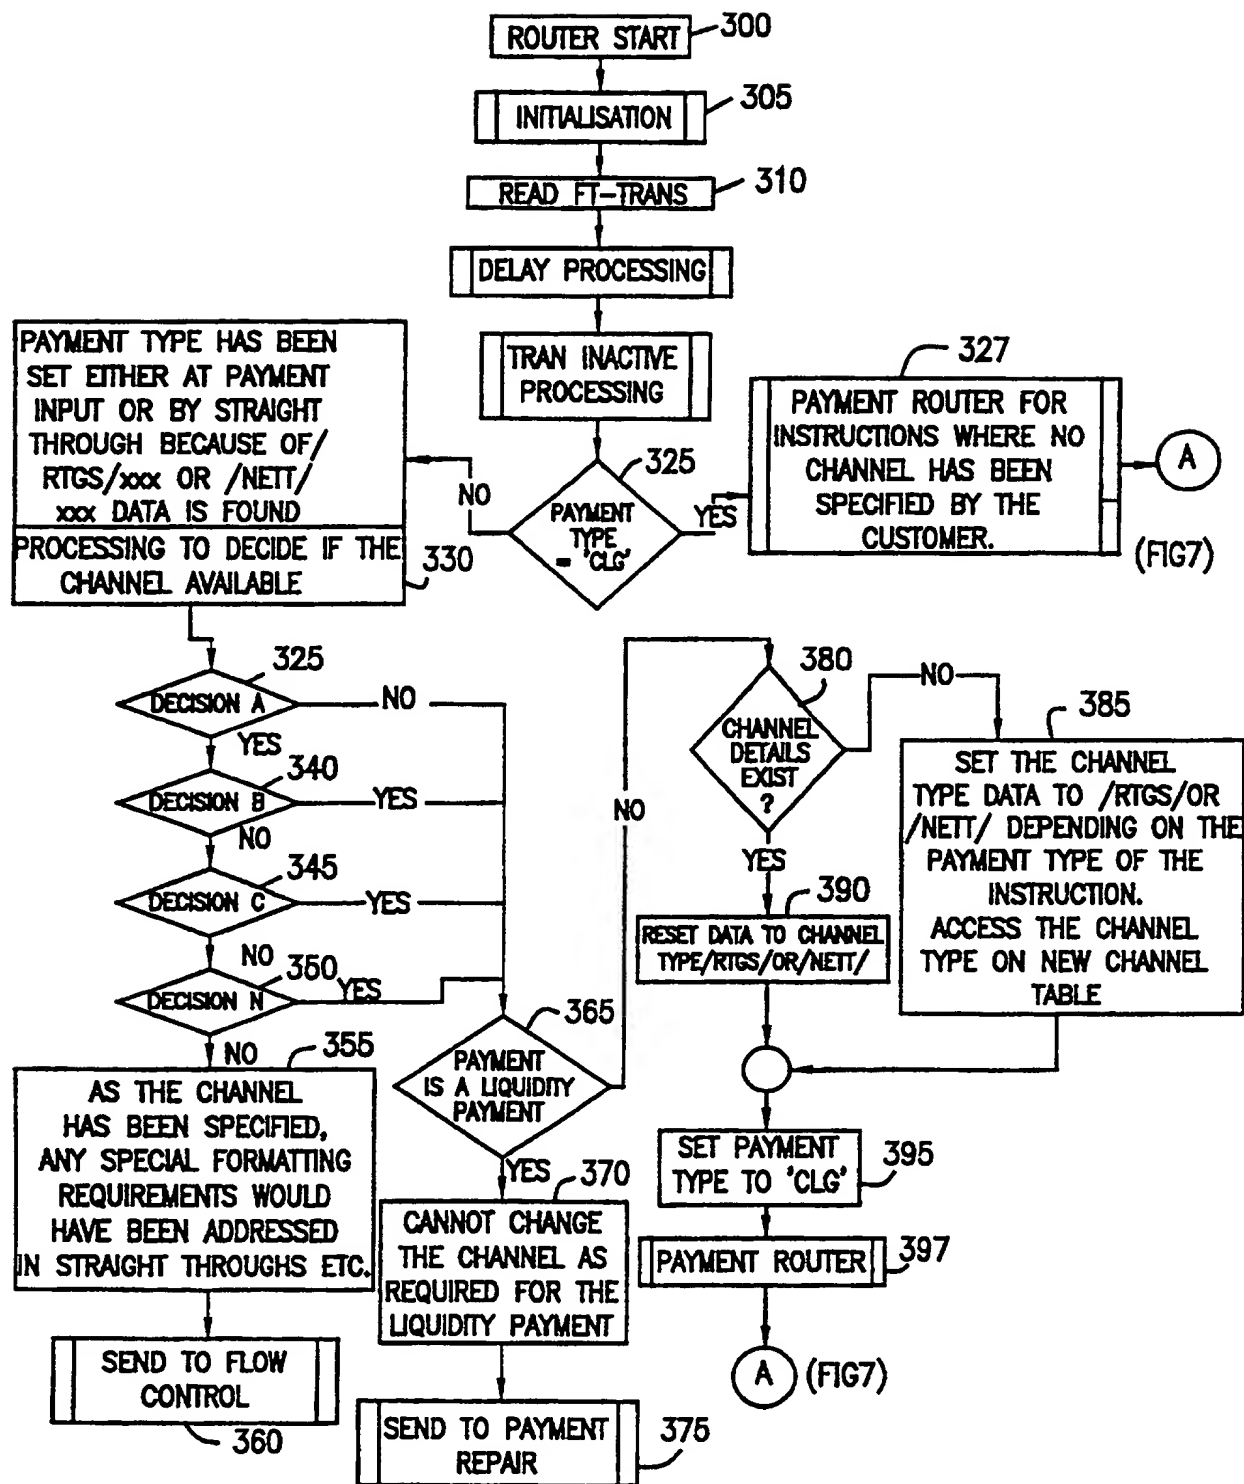 ROUTER START
300
INITIALISATION
305
READ FT-TRANS
310
DELAY PROCESSING
TRAN INACTIVE
PROCESSING
325
PAYMENT
TYPE
= 'CLG'
NO
YES
327
PAYMENT ROUTER FOR
INSTRUCTIONS WHERE NO
CHANNEL HAS BEEN
SPECIFIED BY THE
CUSTOMER.
A
(FIG7)
PAYMENT TYPE HAS BEEN
SET EITHER AT PAYMENT
INPUT OR BY STRAIGHT
THROUGH BECAUSE OF/
RTGS/xxx OR /NETT/
xxx DATA IS FOUND
PROCESSING TO DECIDE IF THE
CHANNEL AVAILABLE
330
325
DECISION A
NO
YES
340
DECISION B
YES
NO
345
DECISION C
YES
NO
350
DECISION N
YES
NO
355
AS THE CHANNEL
HAS BEEN SPECIFIED,
ANY SPECIAL FORMATTING
REQUIREMENTS WOULD
HAVE BEEN ADDRESSED
IN STRAIGHT THROUGHS ETC.
SEND TO FLOW
CONTROL
360
365
PAYMENT
IS A LIQUIDITY
PAYMENT
NO
YES
370
CANNOT CHANGE
THE CHANNEL AS
REQUIRED FOR THE
LIQUIDITY PAYMENT
SEND TO PAYMENT
REPAIR
375
380
CHANNEL
DETAILS
EXIST
?
NO
YES
385
SET THE CHANNEL
TYPE DATA TO /RTGS/OR
/NETT/ DEPENDING ON THE
PAYMENT TYPE OF THE
INSTRUCTION.
ACCESS THE CHANNEL
TYPE ON NEW CHANNEL
TABLE
390
RESET DATA TO CHANNEL
TYPE/RTGS/OR/NETT/
SET PAYMENT
TYPE TO 'CLG'
395
PAYMENT ROUTER
397
A
(FIG7)